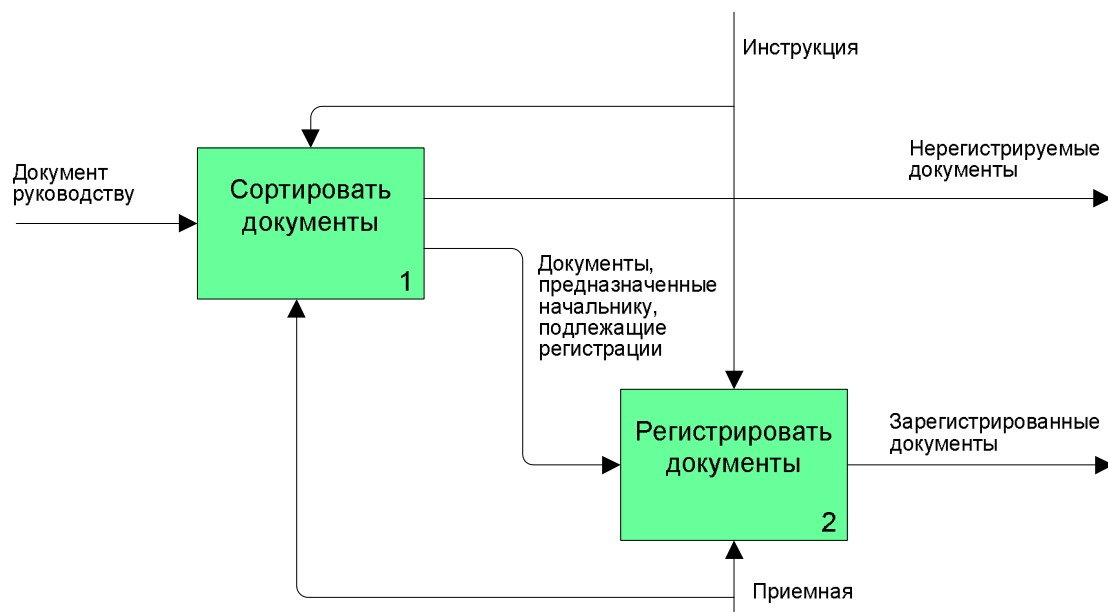 Инструкция
Нерегистрируемые
документы
Документ
руководству
Сортировать
документы
1
Документы,
предназначенные
начальнику,
подлежащие
регистрации
Регистрировать
документы
2
Зарегистрированные
документы
Приемная